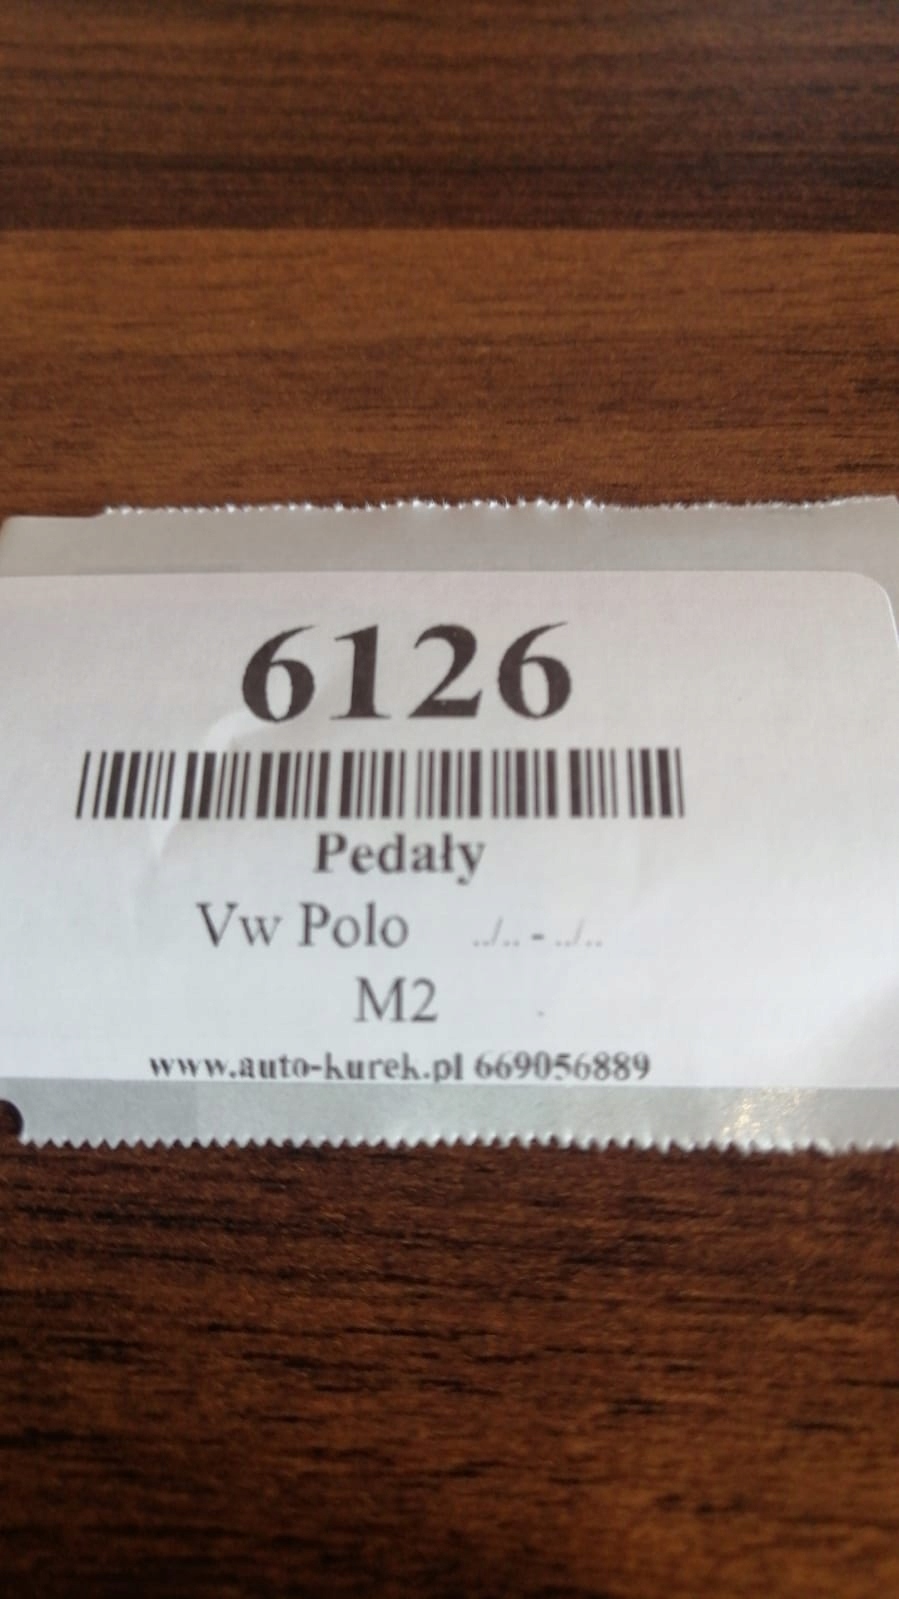 6126
Pedały
Vw Polo ../.. - ../..
M2
www.auto-kurek.pl 669056889